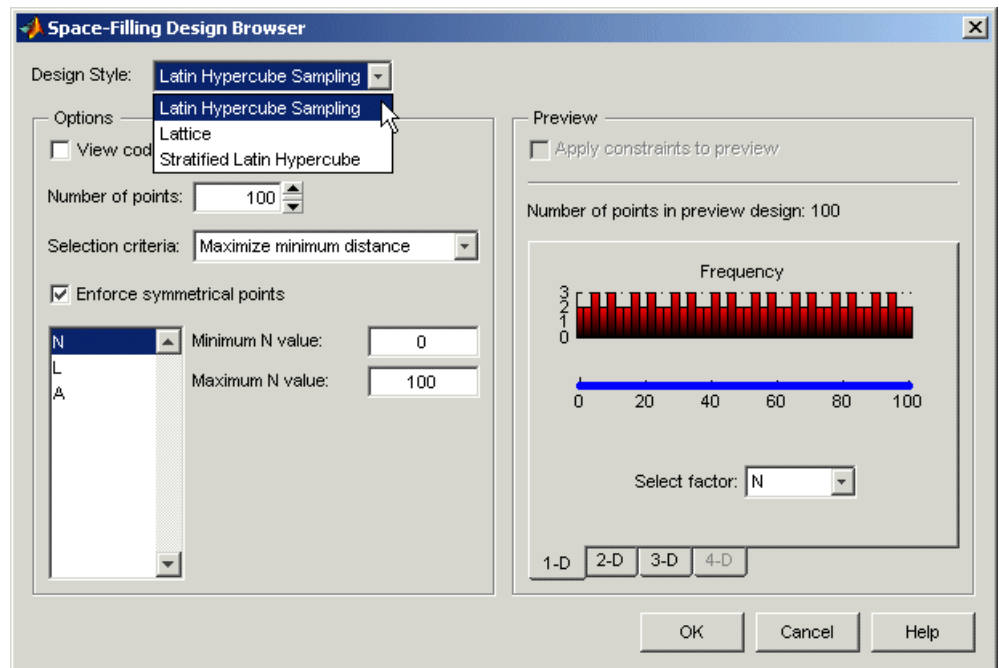 Space-Filling Design Browser
Design Style: Latin Hypercube Sampling
Latin Hypercube Sampling
Lattice
Stratified Latin Hypercube
Options
View cod
Number of points: 100
Selection criteria: Maximize minimum distance
Enforce symmetrical points
N
L
A
Minimum N value: 0
Maximum N value: 100
Preview
Apply constraints to preview
Number of points in preview design: 100
Frequency
3
2
1
0
0 20 40 60 80 100
Select factor: N
1-D 2-D 3-D 4-D
OK Cancel Help